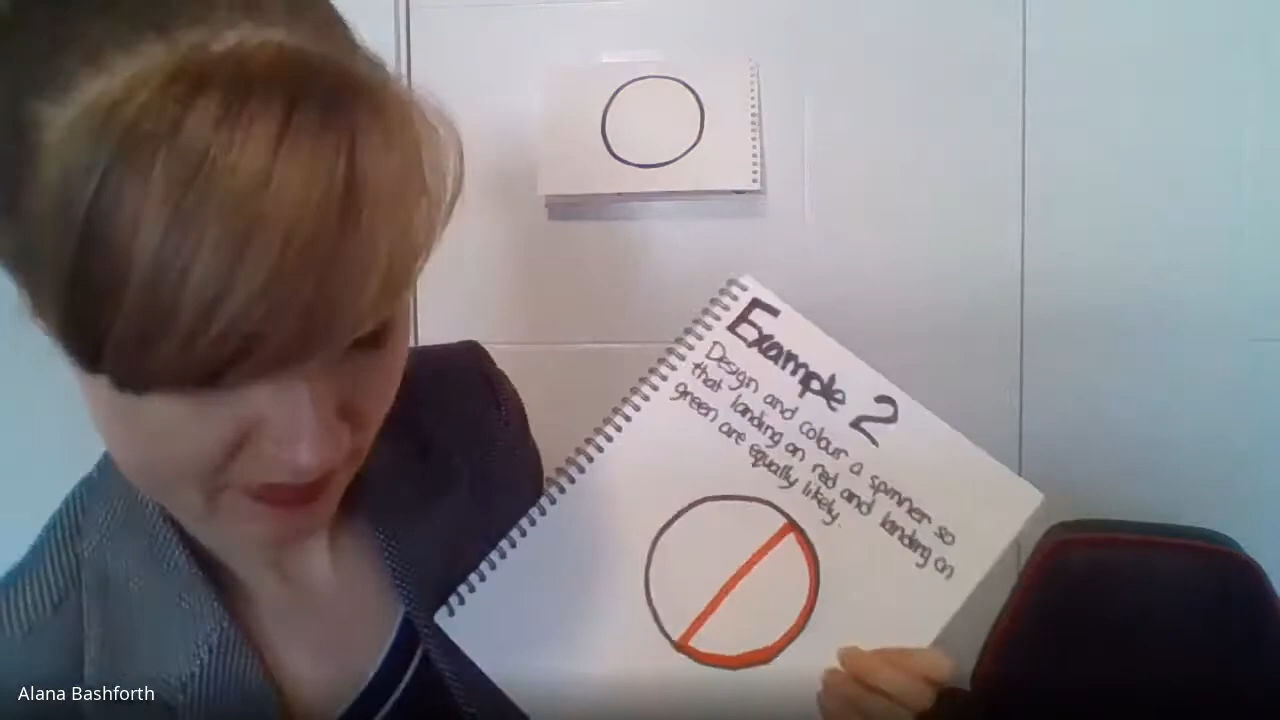 Example 2
Design and colour a spinner so
that landing on red and landing on
green are equally likely.
Alana Bashforth